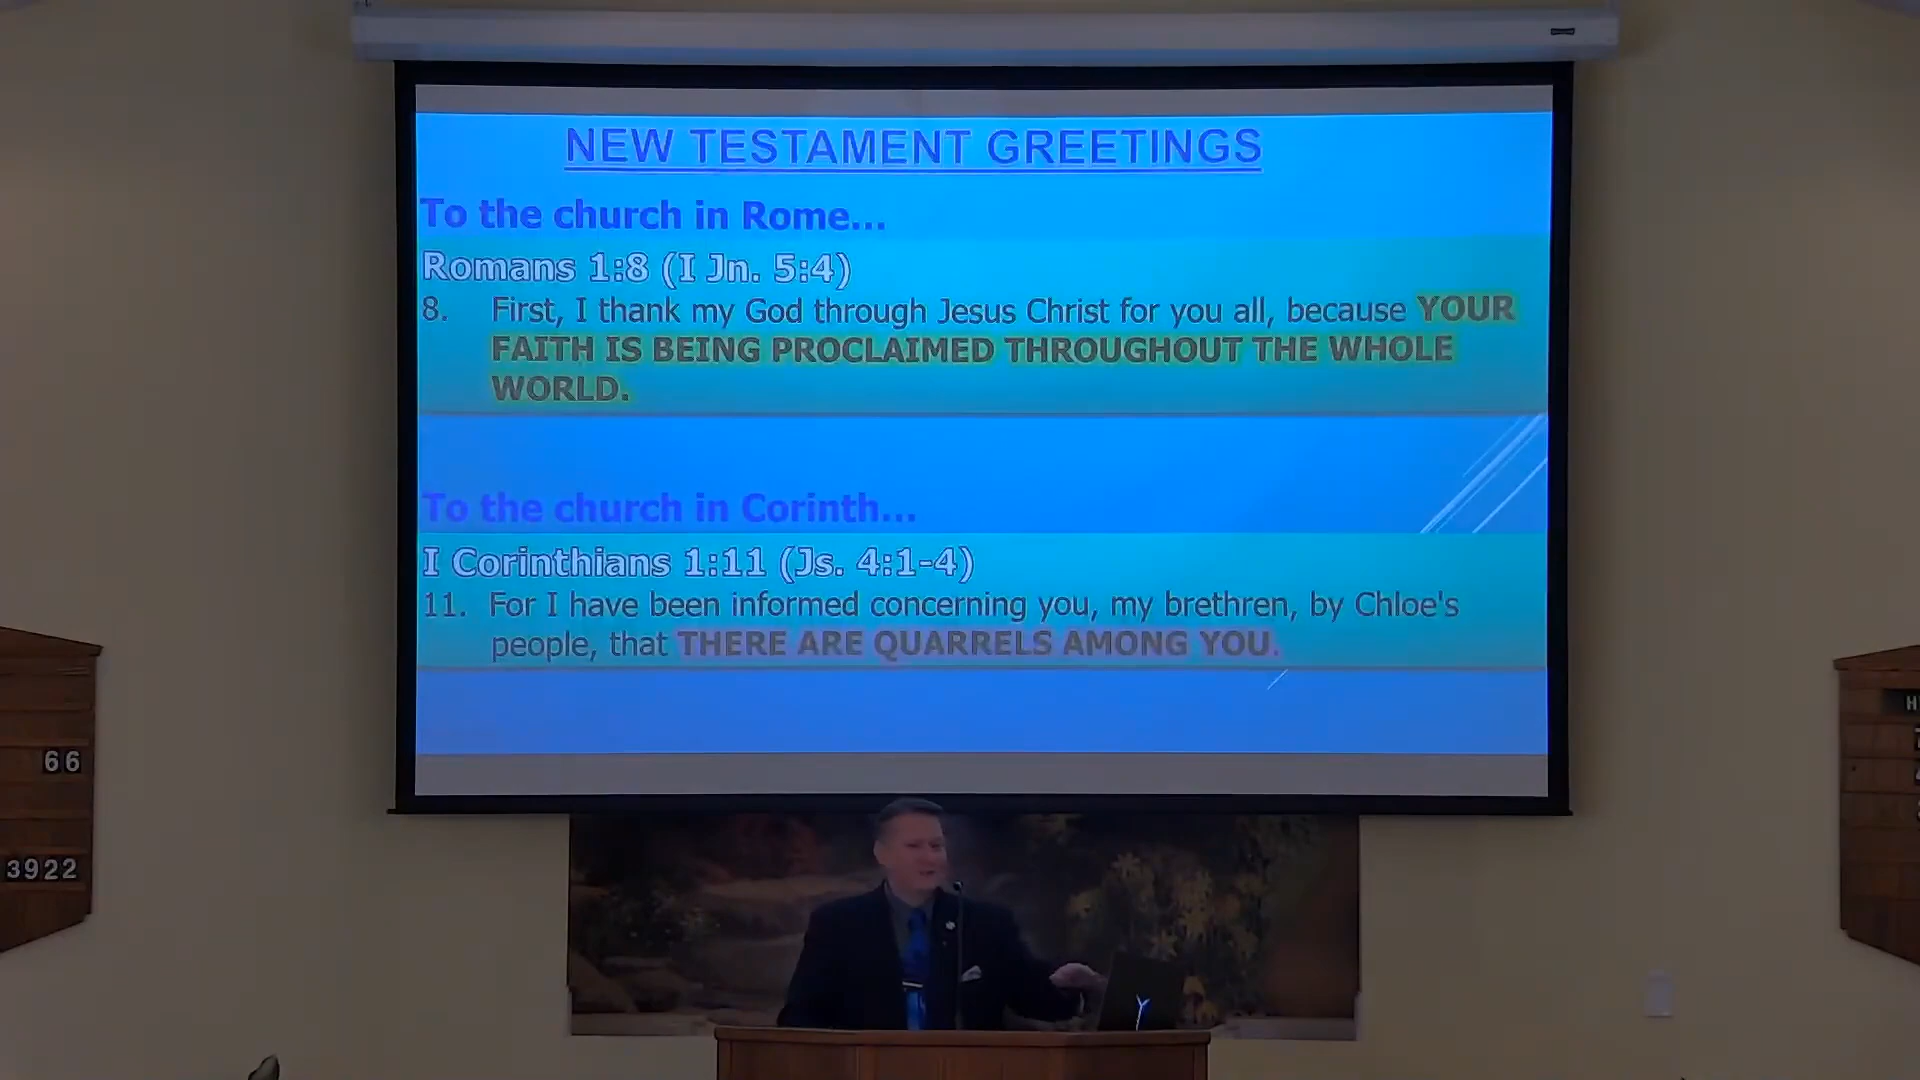 NEW TESTAMENT GREETINGS
To the church in Rome...
Romans 1:8 (I Jn. 5:4)
8. First, I thank my God through Jesus Christ for you all, because YOUR
FAITH IS BEING PROCLAIMED THROUGHOUT THE WHOLE
WORLD.
To the church in Corinth...
I Corinthians 1:11 (Js. 4:1-4)
11. For I have been informed concerning you, my brethren, by Chloe's
people, that THERE ARE QUARRELS AMONG YOU.
66
3922
H